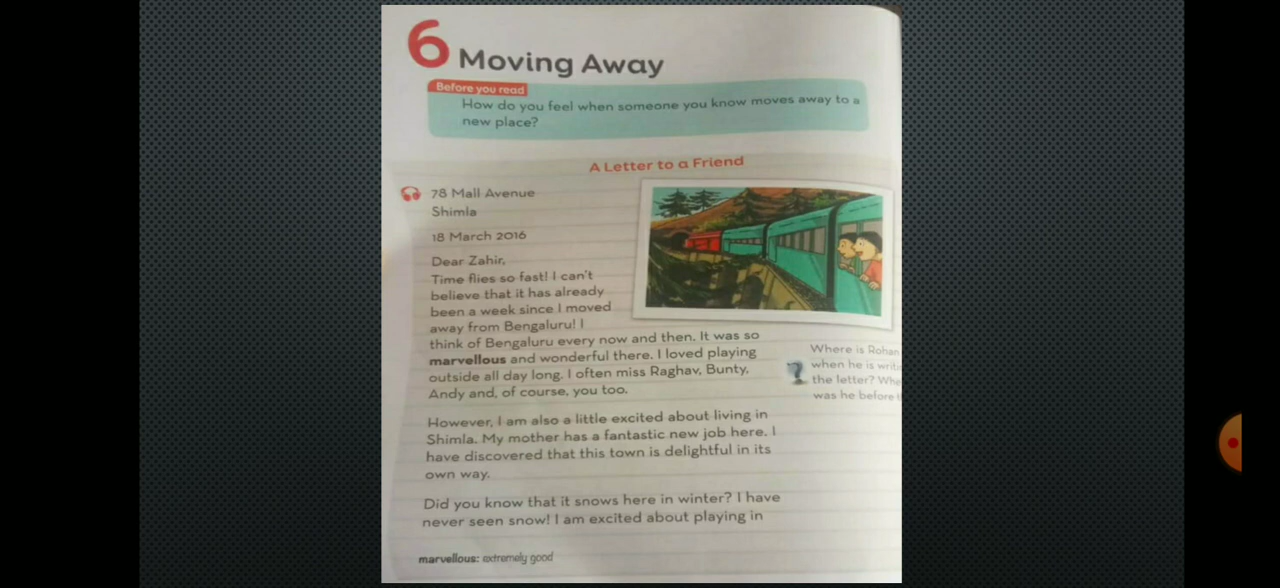 6 Moving Away
Before you read
How do you feel when someone you know moves away to a
new place?
A Letter to a Friend
78 Mall Avenue
Shimla
18 March 2016
Dear Zahir,
Time flies so fast! I can't
believe that it has already
been a week since I moved
away from Bengaluru! I
think of Bengaluru every now and then. It was so
marvellous and wonderful there. I loved playing
outside all day long. I often miss Raghav, Bunty,
Andy and, of course, you too.
Where is Rohan
when he is
the letter?
was he before
However, I am also a little excited about living in
Shimla. My mother has a fantastic new job here. I
have discovered that this town is delightful in its
own way.
Did you know that it snows here in winter? I have
never seen snow! I am excited about playing in
marvellous: extremely good